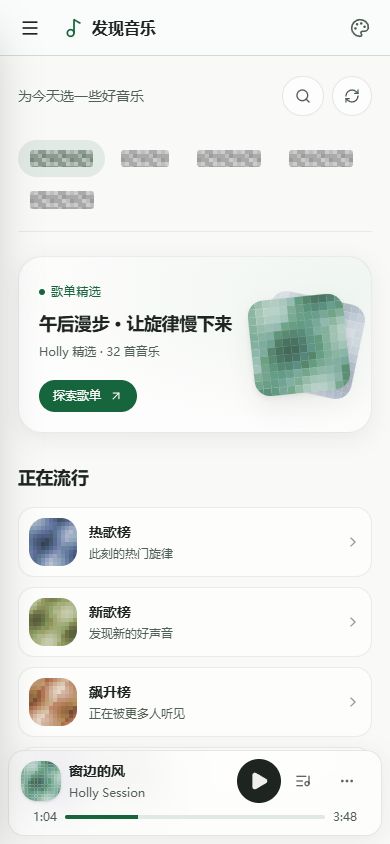 发现音乐
为今天选一些好音乐
歌单精选
午后漫步·让旋律慢下来
Holly 精选 · 32 首音乐
探索歌单
正在流行
热歌榜
此刻的热门旋律
新歌榜
发现新的好声音
飙升榜
正在被更多人听见
窗边的风
Holly Session
1:04
3:48